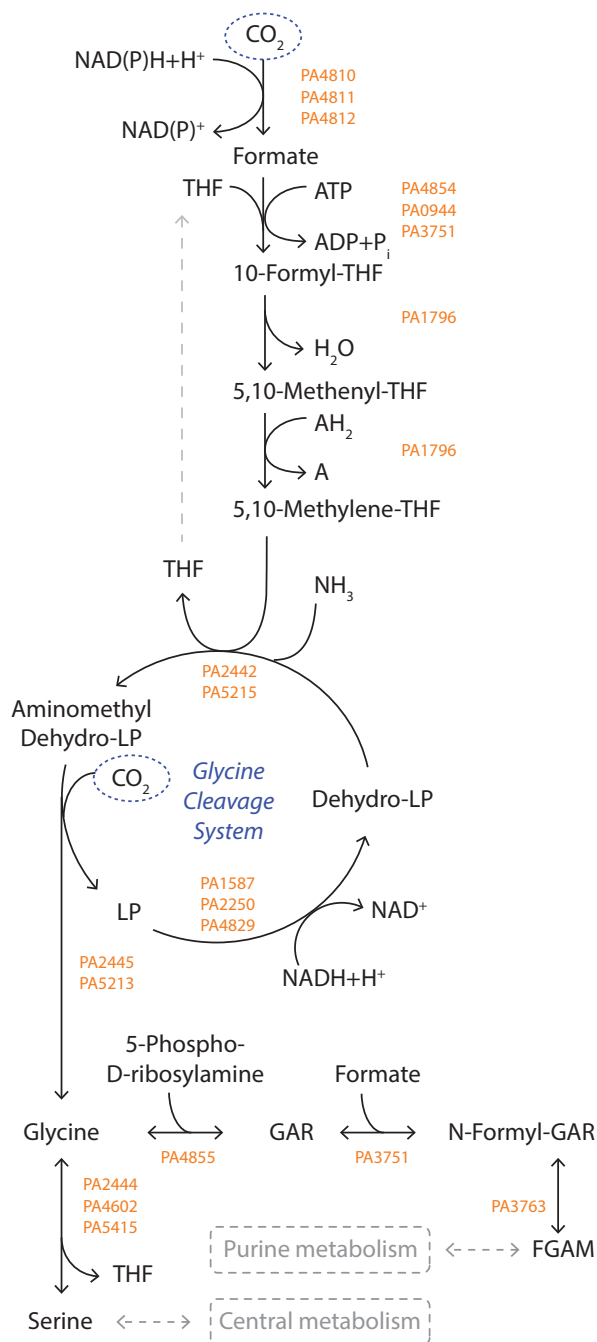 CO2
NAD(P)H+H+
PA4810
PA4811
PA4812
NAD(P)+
Formate
THF
ATP
PA4854
PA0944
PA3751
ADP+Pi
10-Formyl-THF
PA1796
H2O
5,10-Methenyl-THF
AH2
PA1796
A
5,10-Methylene-THF
THF
NH3
PA2442
PA5215
Aminomethyl
Dehydro-LP
CO2
Glycine
Cleavage
System
Dehydro-LP
PA1587
PA2250
PA4829
LP
NAD+
PA2445
PA5213
NADH+H+
5-Phospho-
D-ribosylamine
Formate
Glycine
GAR
N-Formyl-GAR
PA4855
PA3751
PA2444
PA4602
PA5415
PA3763
Purine metabolism
FGAM
THF
Serine
Central metabolism